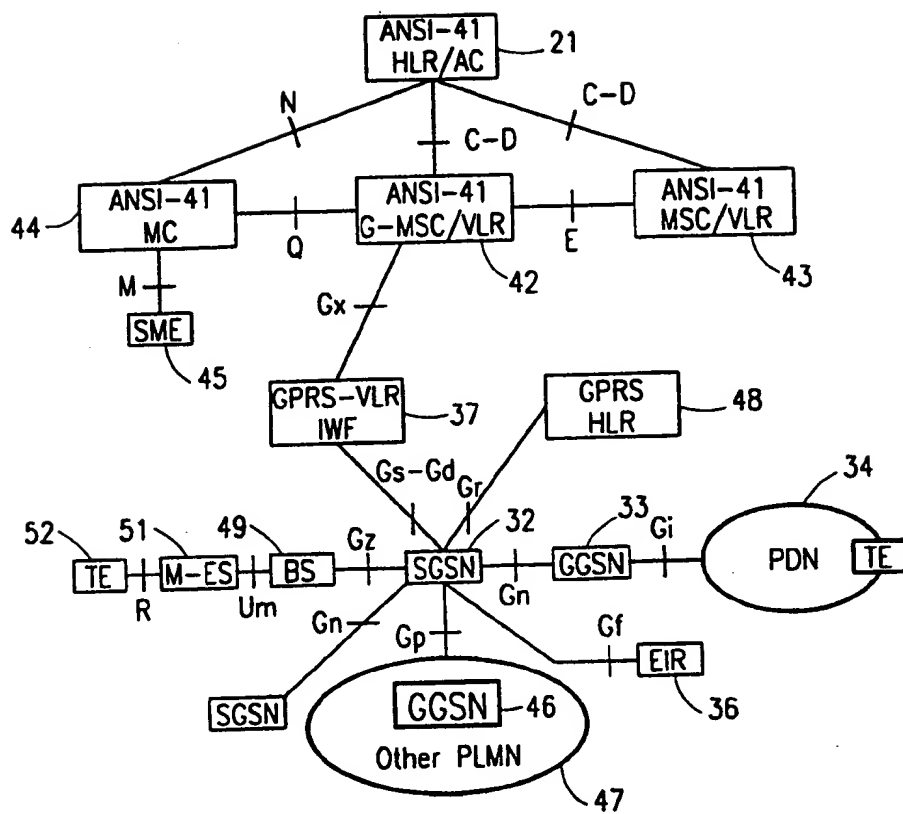 ANSI-41
HLR/AC
21
N
C-D
C-D
ANSI-41
MC
44
Q
ANSI-41
G-MSC/VLR
42
E
ANSI-41
MSC/VLR
43
M
SME
45
Gx
GPRS-VLR
IWF
37
GPRS
HLR
48
Gs-Gd
Gr
34
52
51
49
Gz
32
33
Gi
TE
M-ES
BS
SGSN
GGSN
PDN
TE
R
Um
Gn
Gn
Gp
Gf
EIR
36
SGSN
GGSN
46
Other PLMN
47